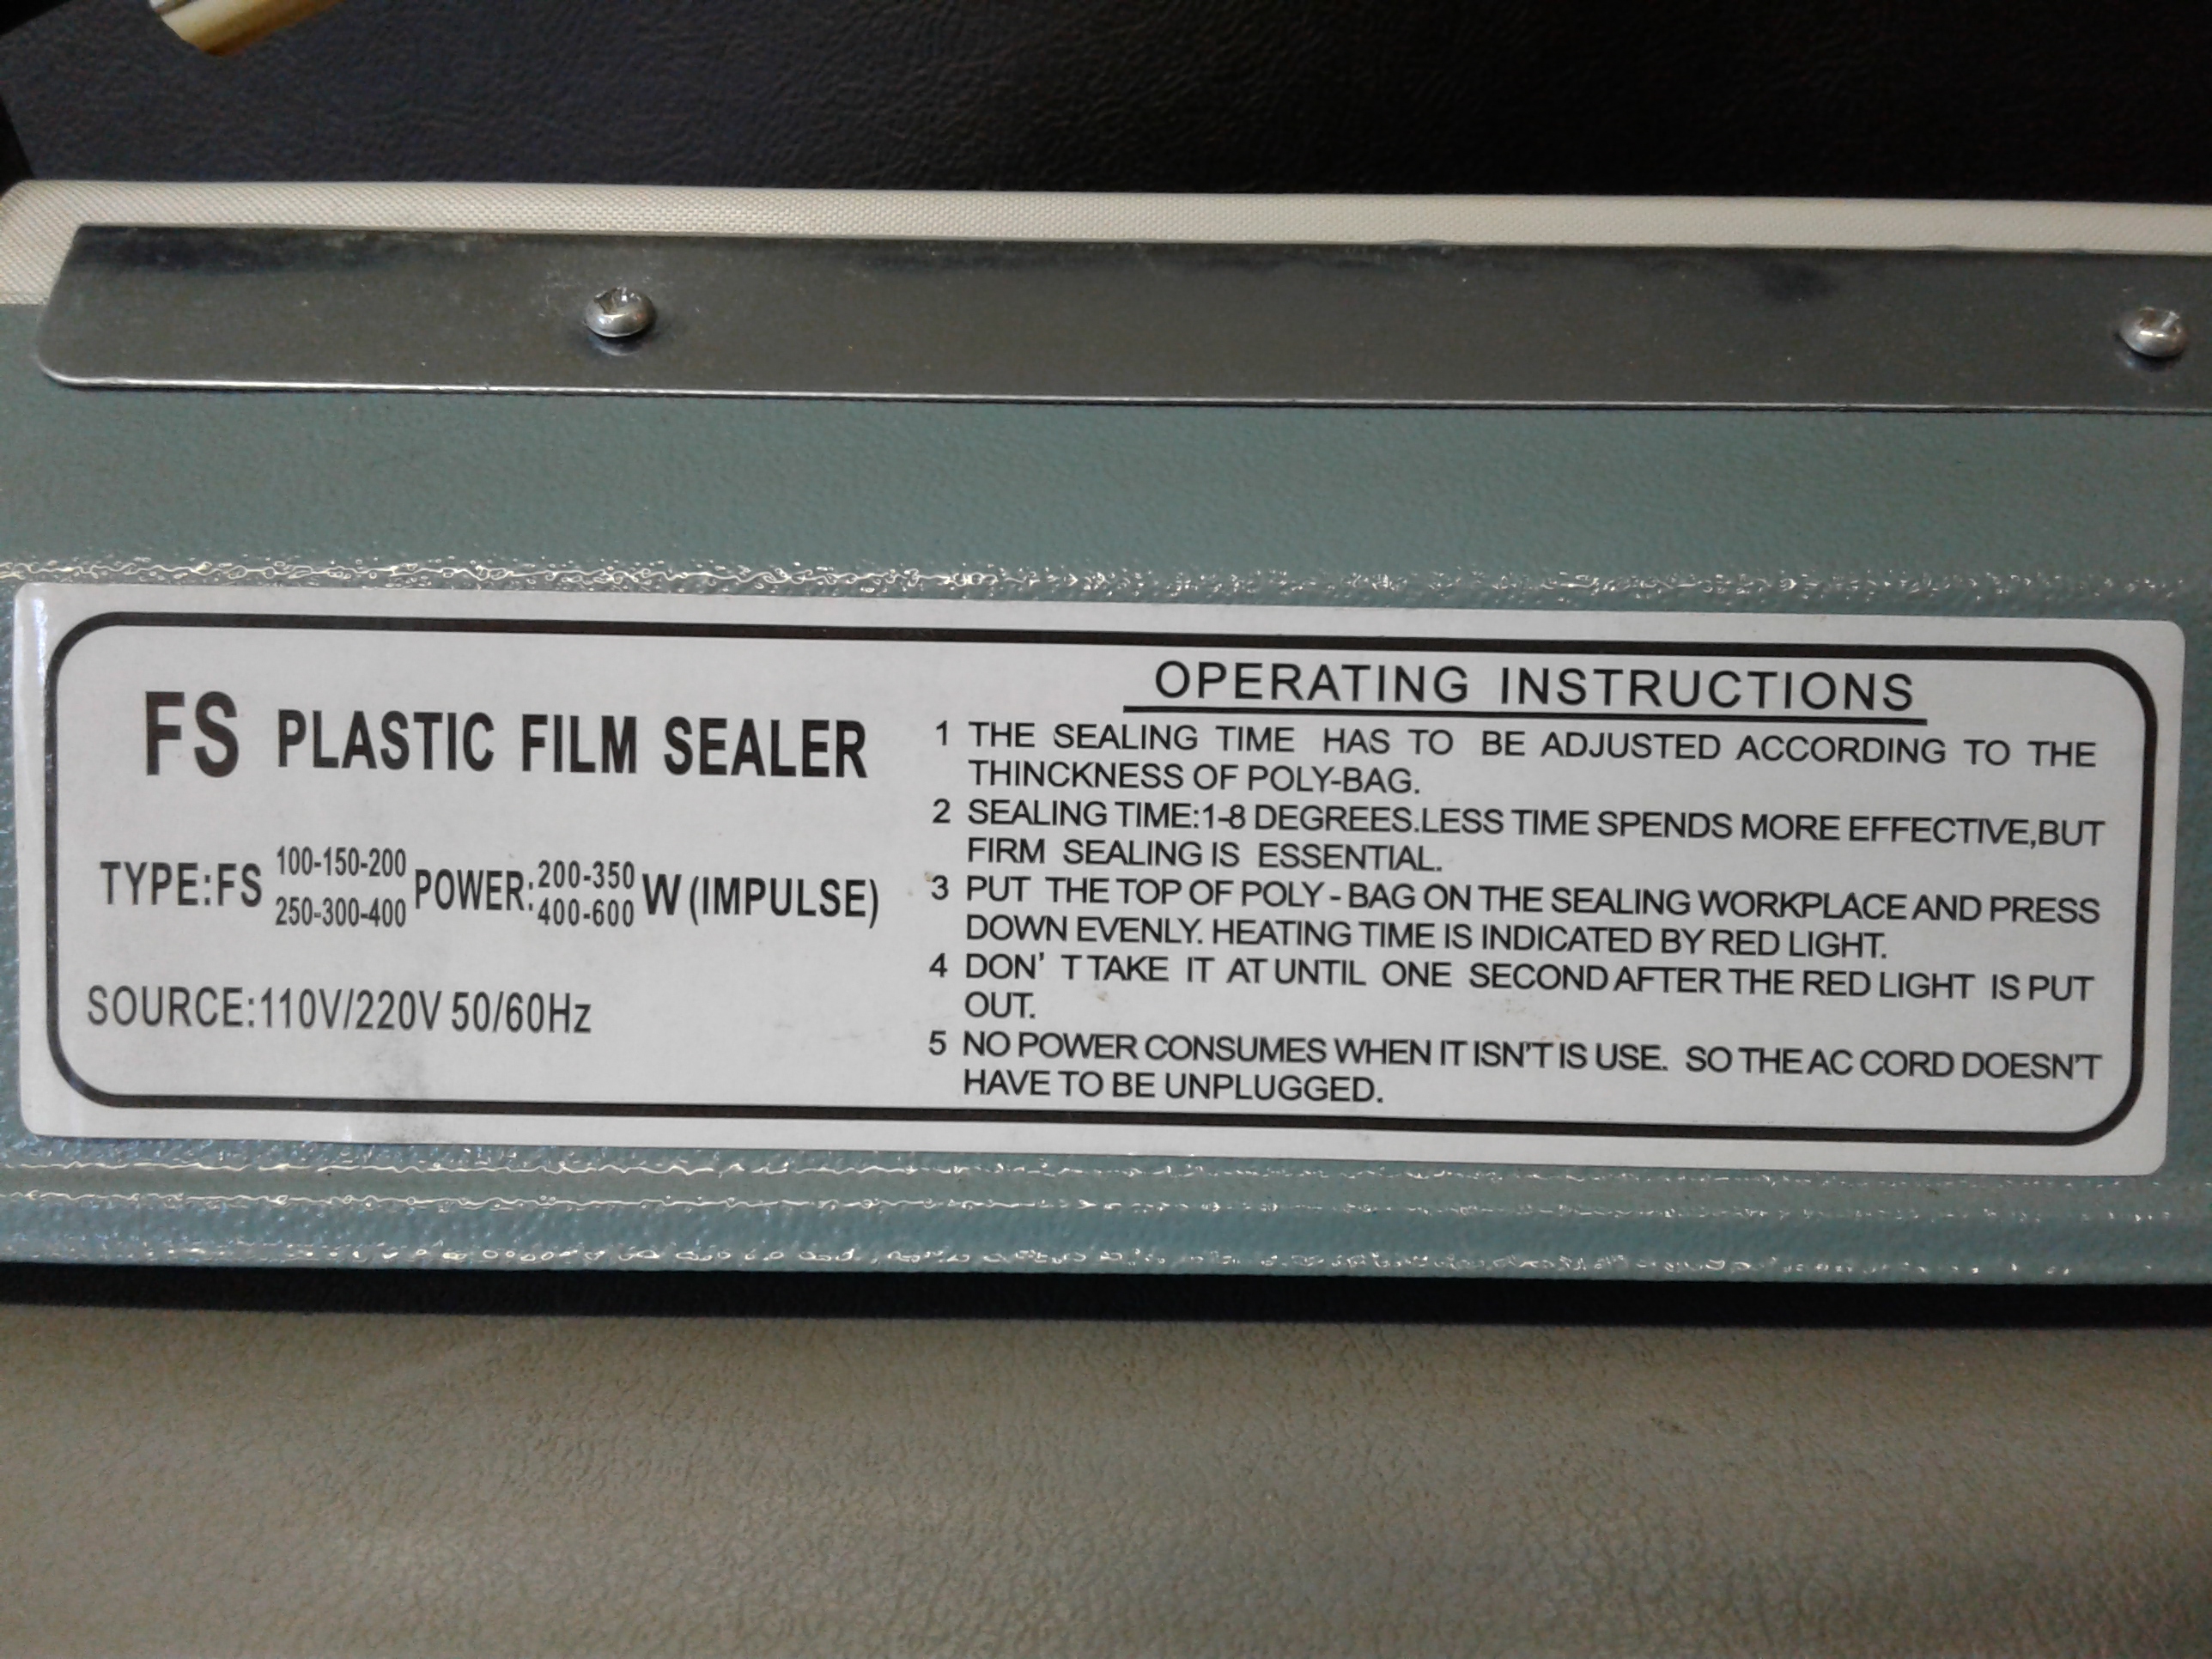 FS PLASTIC FILM SEALER
TYPE:FS 100-150-200 POWER: 200-350 W (IMPULSE)
250-300-400 400-600
SOURCE:110V/220V 50/60Hz
OPERATING INSTRUCTIONS
1 THE SEALING TIME HAS TO BE ADJUSTED ACCORDING TO THE
THINCKNESS OF POLY-BAG.
2 SEALING TIME:1-8 DEGREES.LESS TIME SPENDS MORE EFFECTIVE,BUT
FIRM SEALING IS ESSENTIAL.
3 PUT THE TOP OF POLY - BAG ON THE SEALING WORKPLACE AND PRESS
DOWN EVENLY. HEATING TIME IS INDICATED BY RED LIGHT.
4 DON' T TAKE IT AT UNTIL ONE SECOND AFTER THE RED LIGHT IS PUT
OUT.
5 NO POWER CONSUMES WHEN IT ISN'T IS USE. SO THE AC CORD DOESN'T
HAVE TO BE UNPLUGGED.